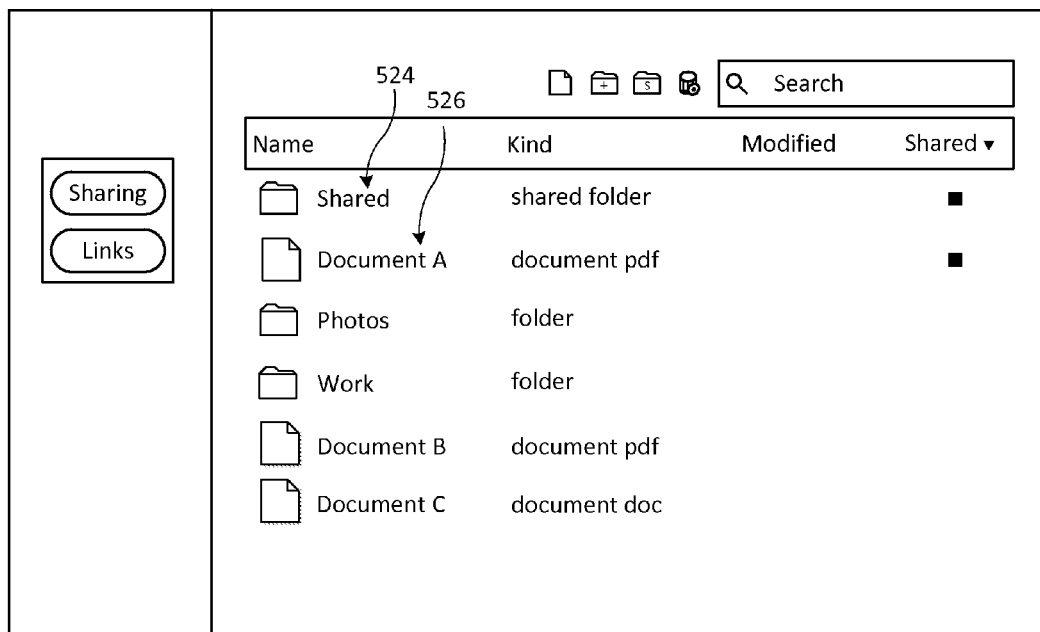 524
526
Search
Name Kind Modified Shared ▾
Sharing
Links
Shared shared folder ■
Document A document pdf ■
Photos folder
Work folder
Document B document pdf
Document C document doc
+
S